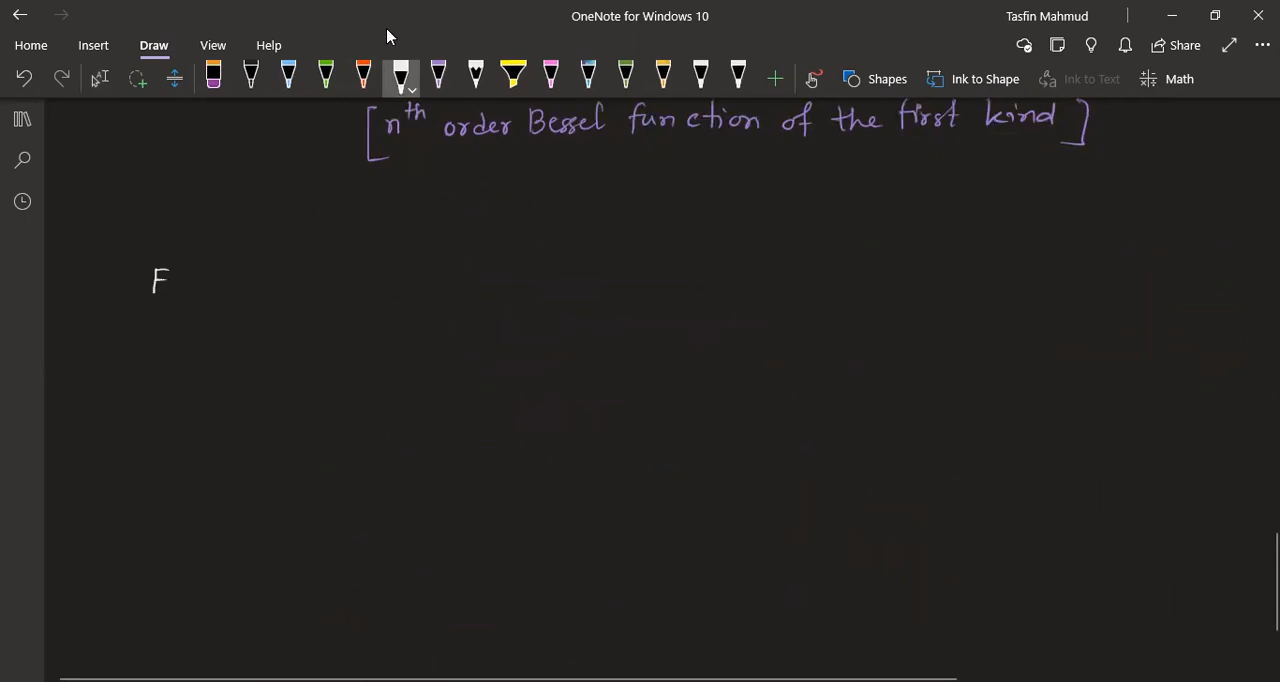 OneNote for Windows 10
Tasfin Mahmud
Home Insert Draw View Help
Share
Shapes Ink to Shape Ink to Text Math
[nth order Bessel function of the first kind]
F